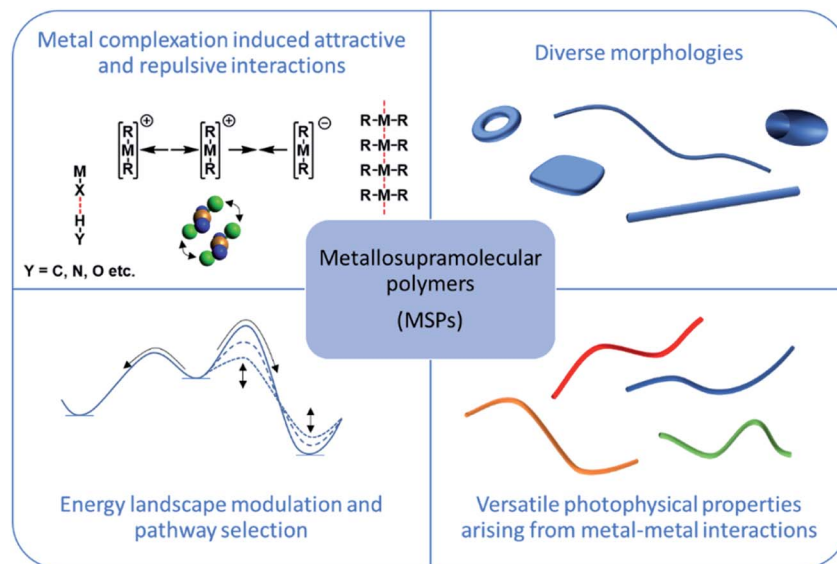 Metal complexation induced attractive
and repulsive interactions
R
M
R
+
R
M
R
+
R
M
R
−
R-M-R
R-M-R
R-M-R
R-M-R
M
X
H
Y
Y = C, N, O etc.
Diverse morphologies
Metallosupramolecular
polymers
(MSPs)
Energy landscape modulation and
pathway selection
Versatile photophysical properties
arising from metal-metal interactions